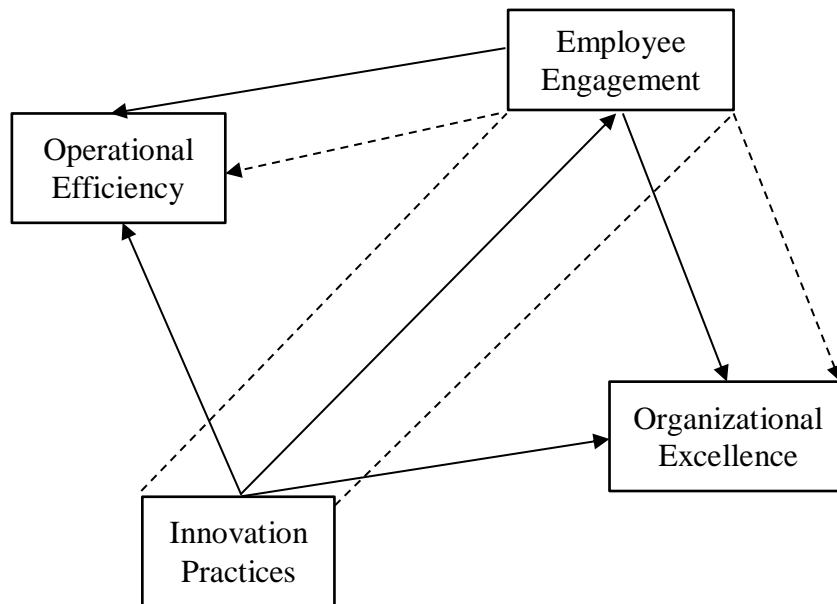 Employee
Engagement
Operational
Efficiency
Organizational
Excellence
Innovation
Practices